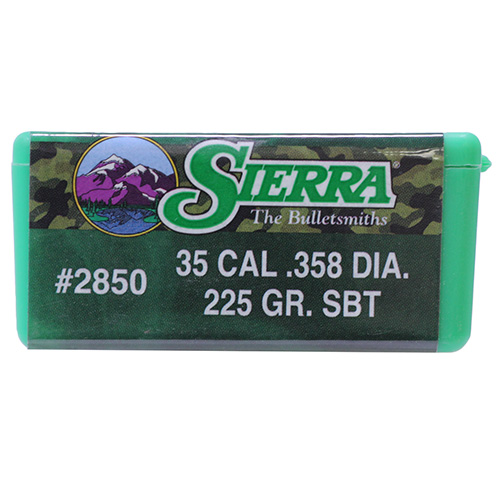 SIERRA®
The Bulletsmiths
#2850
35 CAL .358 DIA.
225 GR. SBT